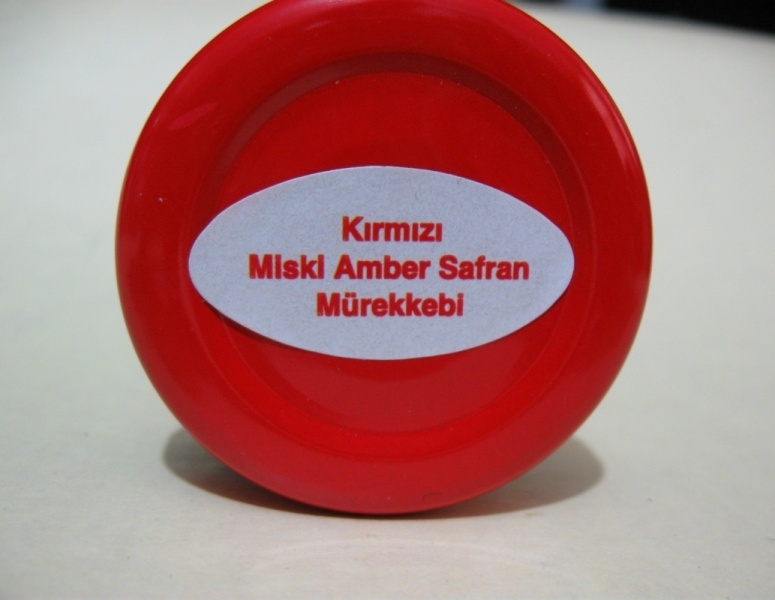 Kırmızı
Miski Amber Safran
Mürekkebi